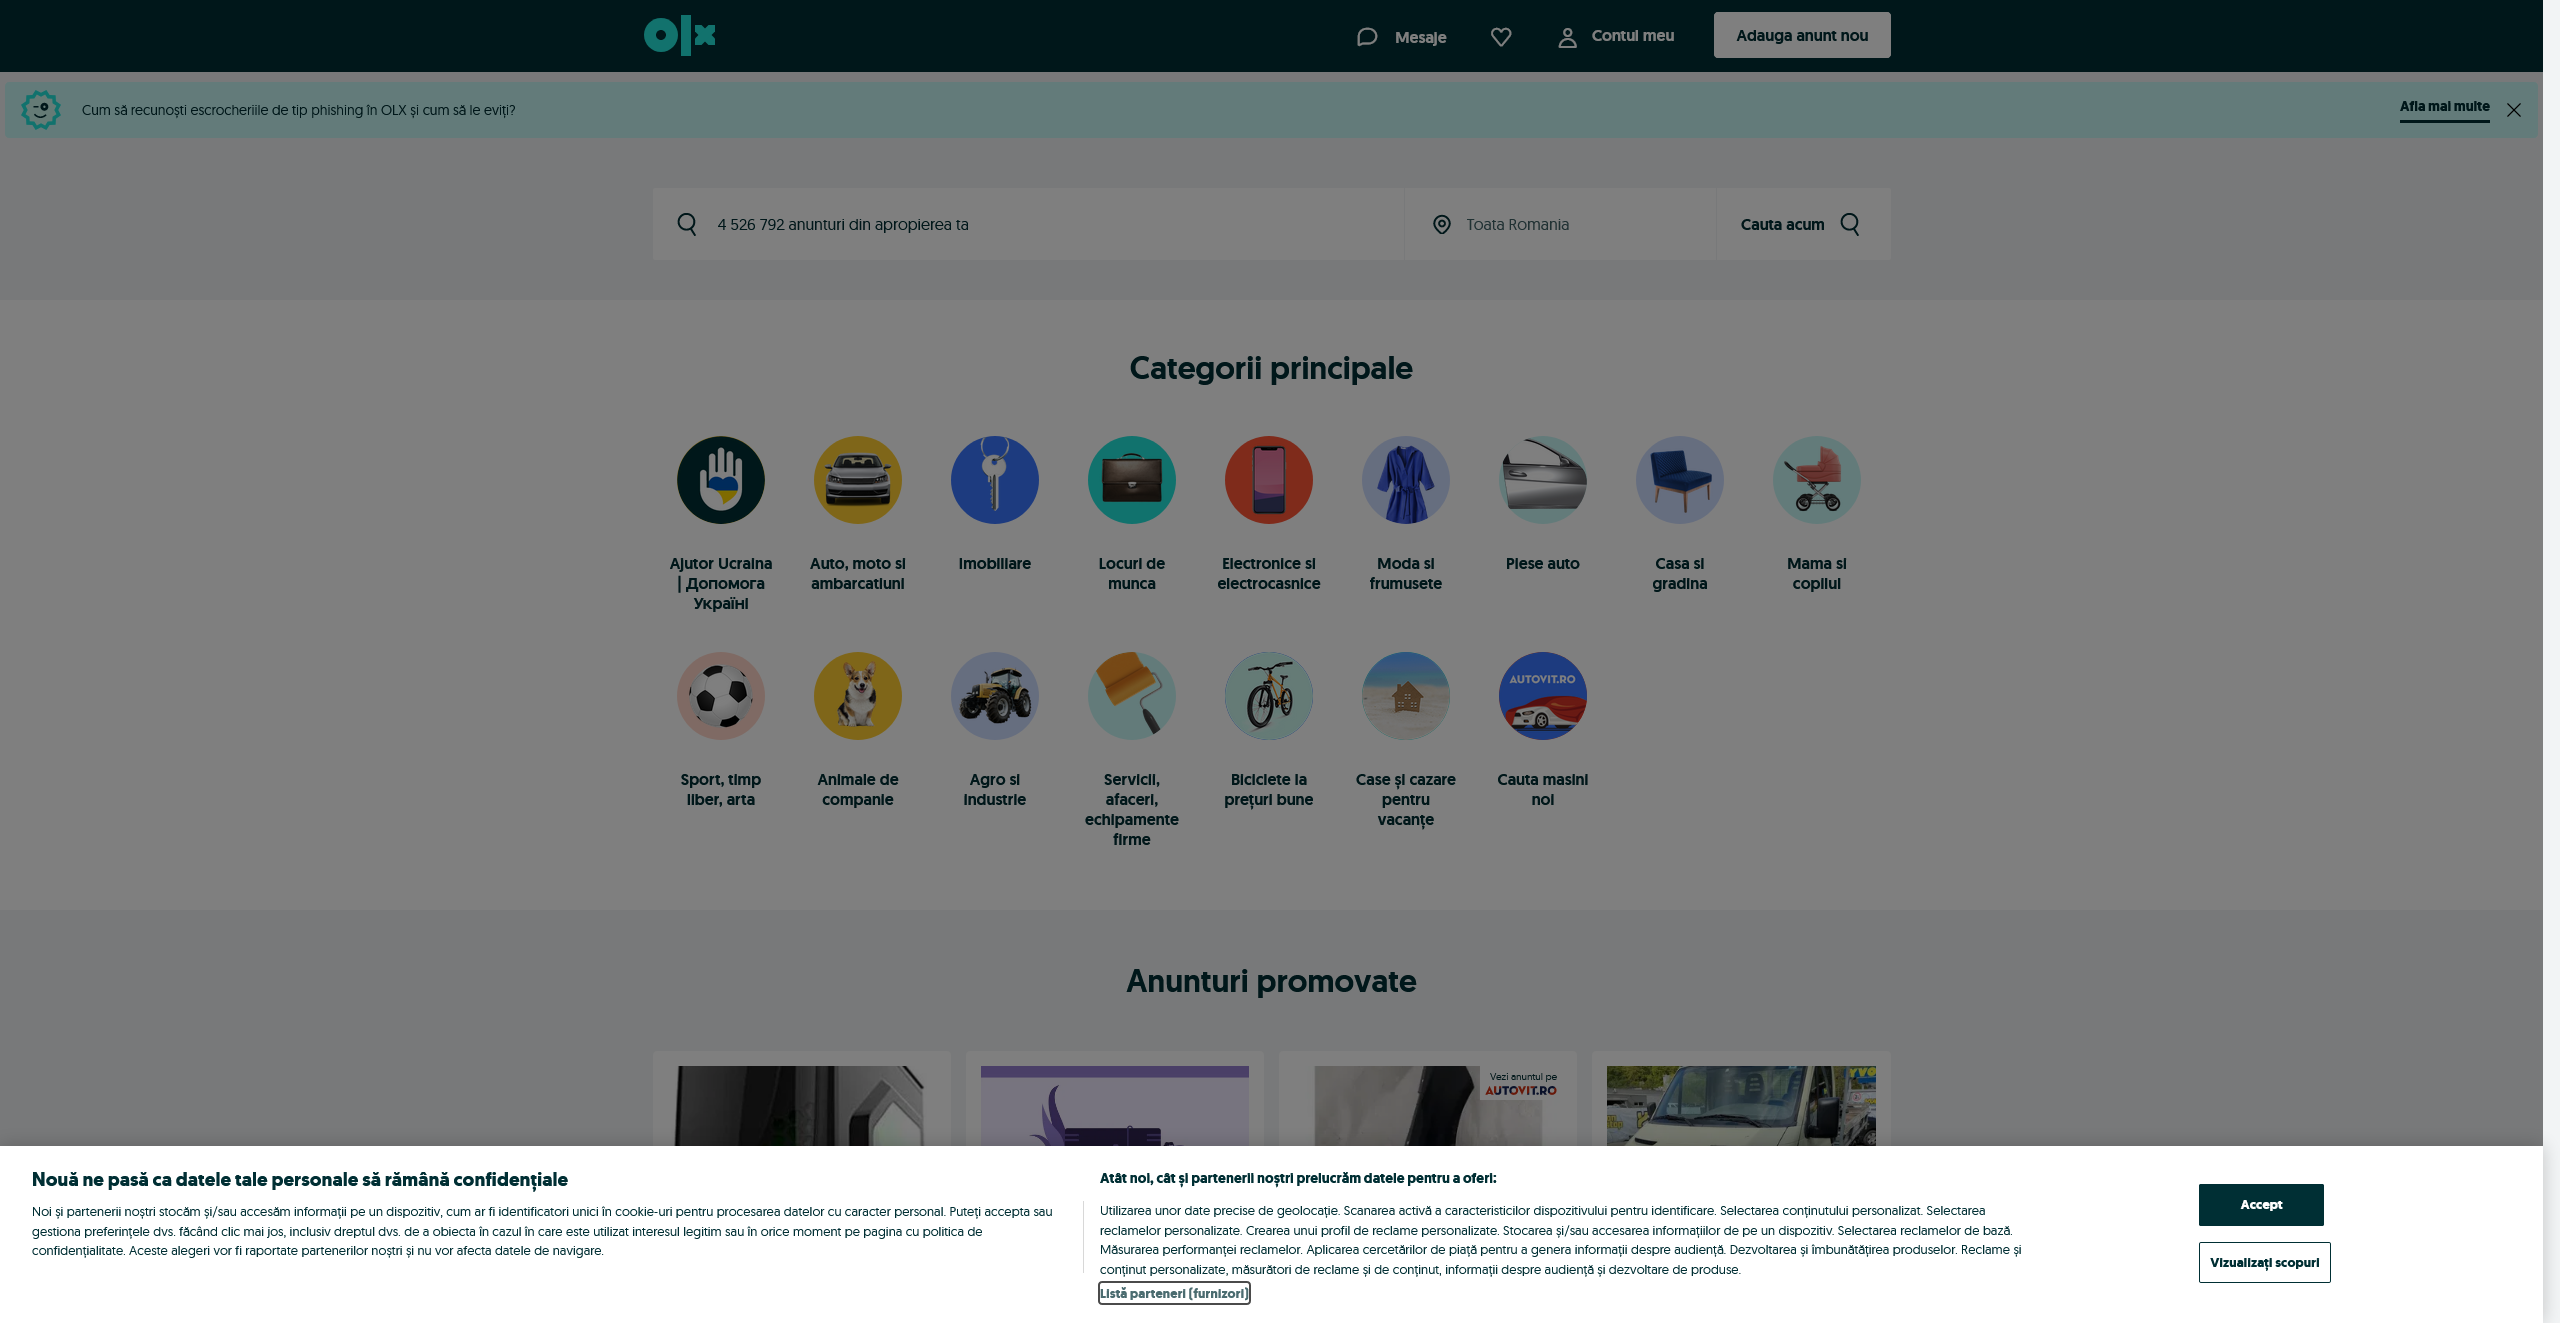 olx
Mesaje
Contul meu
Adauga anunt nou
Cum să recunoști escrocheriile de tip phishing în OLX și cum să le eviți?
Afla mai multe
4 526 792 anunturi din apropierea ta
Toata Romania
Cauta acum
Categorii principale
Ajutor Ucraina
| Допомога
Україні
Auto, moto si
ambarcatiuni
Imobiliare
Locuri de
munca
Electronice si
electrocasnice
Moda si
frumusete
Piese auto
Casa si
gradina
Mama si
copilul
AUTOVIT.RO
Sport, timp
liber, arta
Animale de
companie
Agro si
industrie
Servicii,
afaceri,
echipamente
firme
Biciclete la
prețuri bune
Case și cazare
pentru
vacanțe
Cauta masini
noi
Anunturi promovate
Vezi anuntul pe
AUTOVIT.RO
Nouă ne pasă ca datele tale personale să rămână confidențiale
Noi și partenerii noștri stocăm și/sau accesăm informații pe un dispozitiv, cum ar fi identificatori unici în cookie-uri pentru procesarea datelor cu caracter personal. Puteți accepta sau
gestiona preferințele dvs. făcând clic mai jos, inclusiv dreptul dvs. de a obiecta în cazul în care este utilizat interesul legitim sau în orice moment pe pagina cu politica de
confidențialitate. Aceste alegeri vor fi raportate partenerilor noștri și nu vor afecta datele de navigare.
Atât noi, cât și partenerii noștri prelucrăm datele pentru a oferi:
Utilizarea unor date precise de geolocație. Scanarea activă a caracteristicilor dispozitivului pentru identificare. Selectarea conținutului personalizat. Selectarea
reclamelor personalizate. Crearea unui profil de reclame personalizate. Stocarea și/sau accesarea informațiilor de pe un dispozitiv. Selectarea reclamelor de bază.
Măsurarea performanței reclamelor. Aplicarea cercetărilor de piață pentru a genera informații despre audiență. Dezvoltarea și îmbunătățirea produselor. Reclame și
conținut personalizate, măsurători de reclame și de conținut, informații despre audiență și dezvoltare de produse.
Listă parteneri (furnizori)
Accept
Vizualizați scopuri